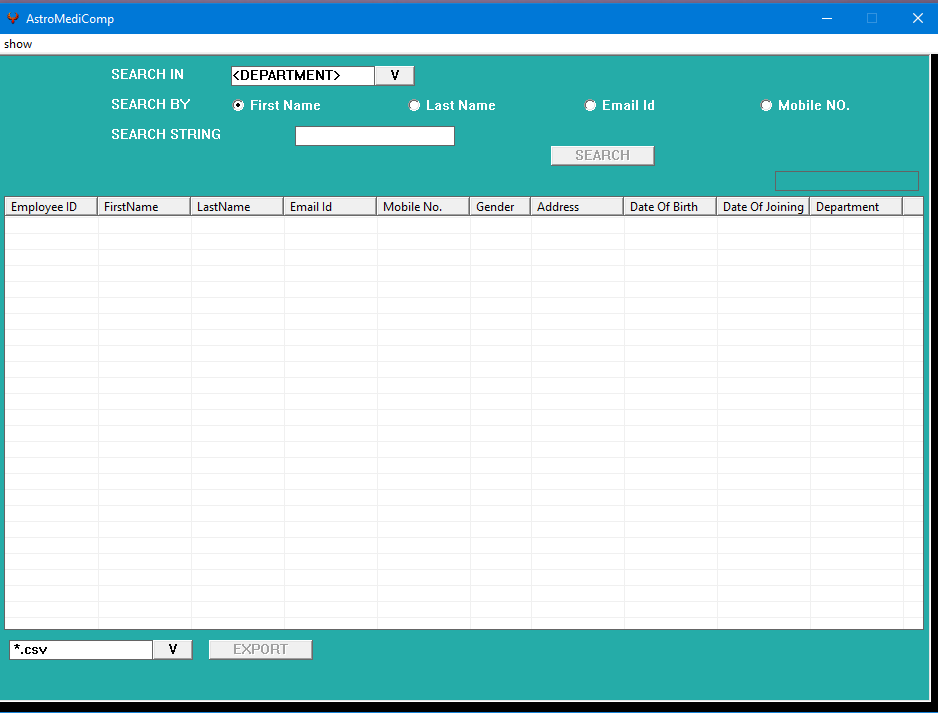 AstroMediComp
show
SEARCH IN <DEPARTMENT> V
SEARCH BY First Name Last Name Email Id Mobile NO.
SEARCH STRING
SEARCH
Employee ID FirstName LastName Email Id Mobile No. Gender Address Date Of Birth Date Of Joining Department
*.csv V EXPORT